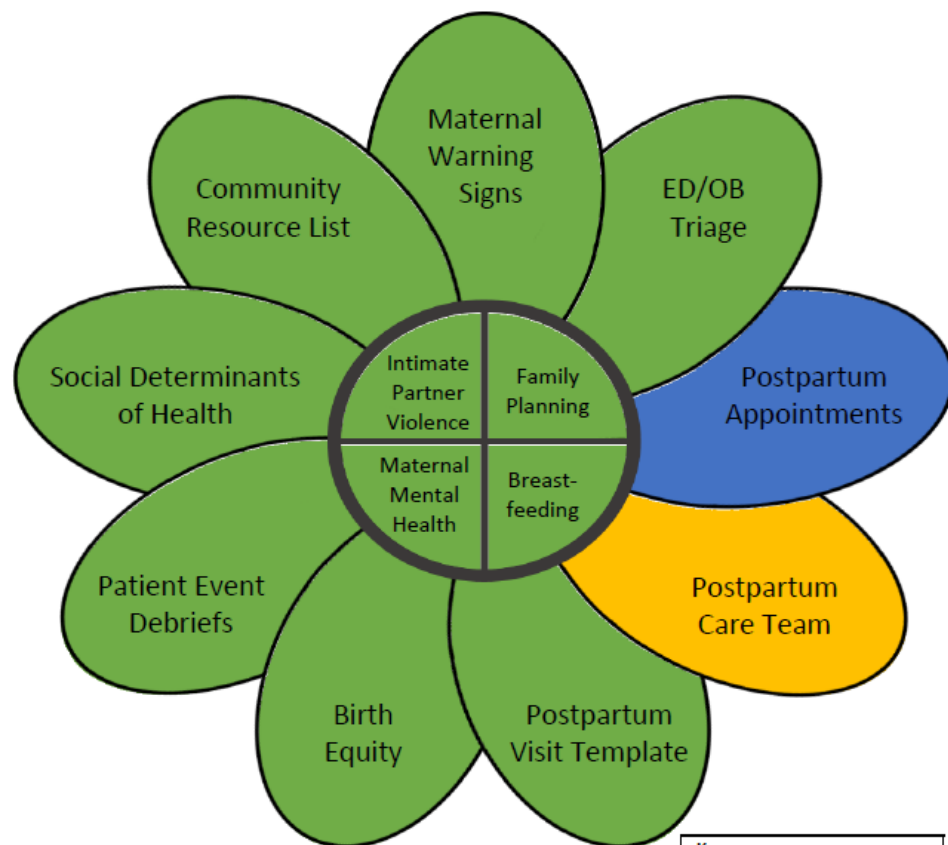 Maternal
Warning
Signs
ED/OB
Triage
Postpartum
Appointments
Postpartum
Care Team
Postpartum
Visit Template
Birth
Equity
Patient Event
Debriefs
Social Determinants
of Health
Community
Resource List
Intimate
Partner
Violence
Family
Planning
Maternal
Mental
Health
Breast-
feeding